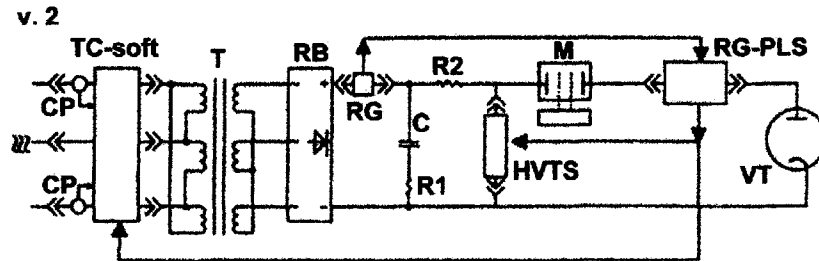 v. 2
TC-soft
T
RB
M
RG-PLS
R2
CP
RG
C
HVTS
VT
CP
R1